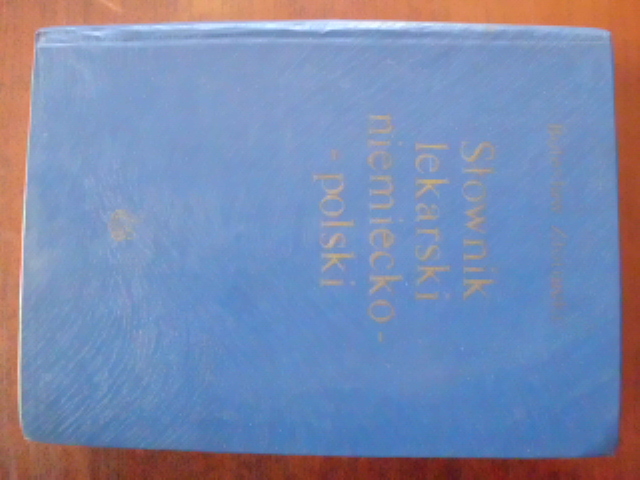 Słownik
lekarski
niemiecko-
-polski